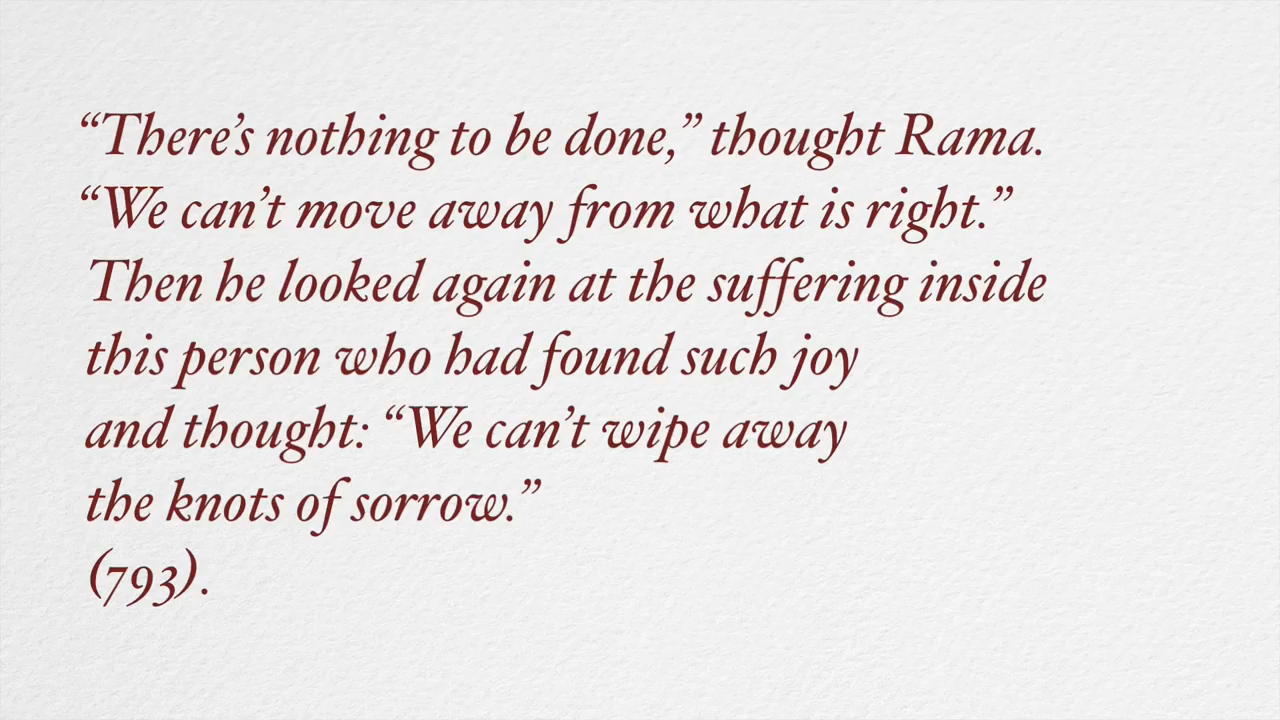 “There’s nothing to be done,” thought Rama.
“We can’t move away from what is right.”
Then he looked again at the suffering inside
this person who had found such joy
and thought: “We can’t wipe away
the knots of sorrow.”
(793).